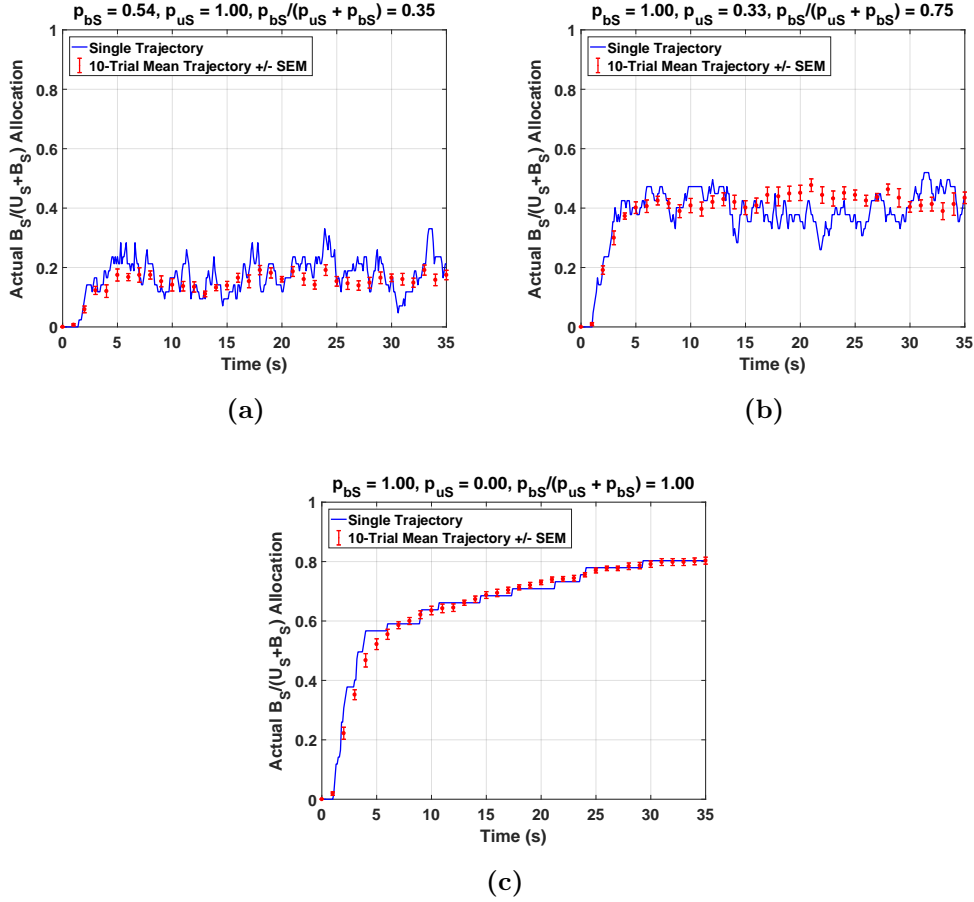 p_bS = 0.54, p_uS = 1.00, p_bS/(p_uS + p_bS) = 0.35
Single Trajectory
10-Trial Mean Trajectory +/- SEM
Actual B_S/(U_S+B_S) Allocation
1
0.8
0.6
0.4
0.2
0
0 5 10 15 20 25 30 35
Time (s)
(a)
p_bS = 1.00, p_uS = 0.33, p_bS/(p_uS + p_bS) = 0.75
Single Trajectory
10-Trial Mean Trajectory +/- SEM
Actual B_S/(U_S+B_S) Allocation
1
0.8
0.6
0.4
0.2
0
0 5 10 15 20 25 30 35
Time (s)
(b)
p_bS = 1.00, p_uS = 0.00, p_bS/(p_uS + p_bS) = 1.00
Single Trajectory
10-Trial Mean Trajectory +/- SEM
Actual B_S/(U_S+B_S) Allocation
1
0.8
0.6
0.4
0.2
0
0 5 10 15 20 25 30 35
Time (s)
(c)